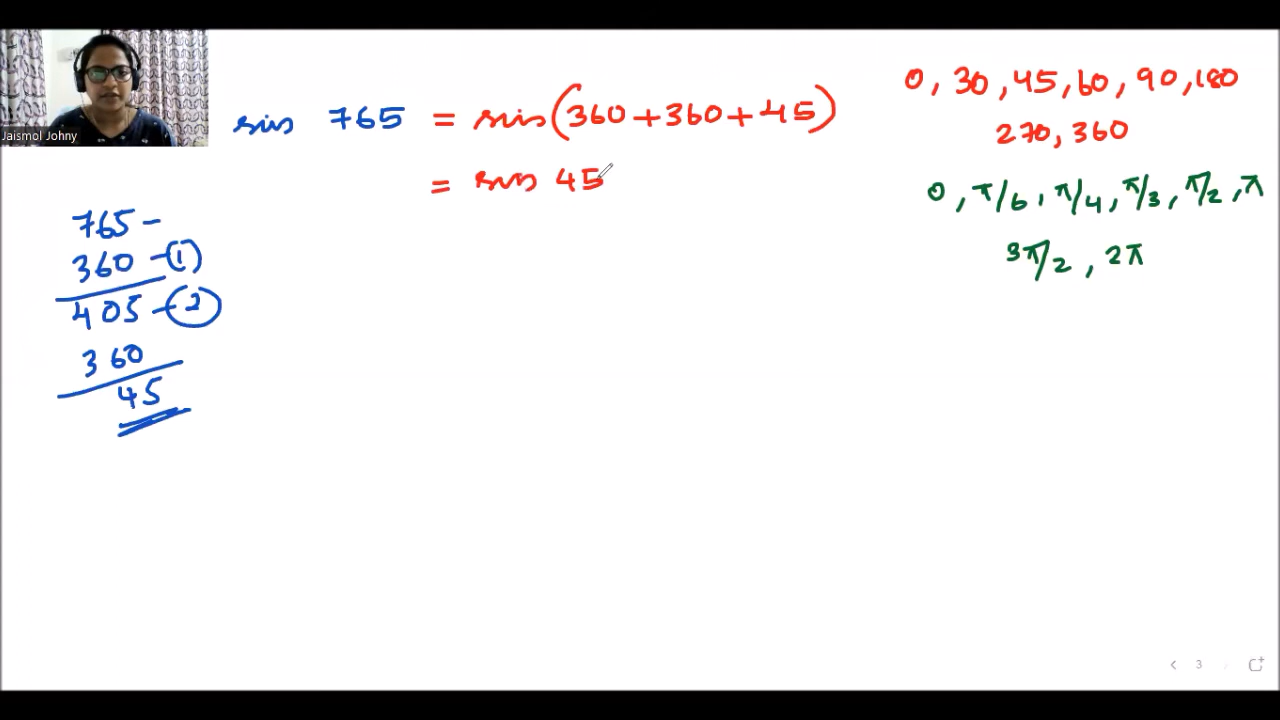 Jaismol Johny
sin 765 = sin(360+360+45)
= sin 45
765 -
360 - (1)
405 - (2)
360
45
0, 30, 45, 60, 90, 180
270, 360
0, π/6, π/4, π/3, π/2, π
3π/2, 2π
< 3